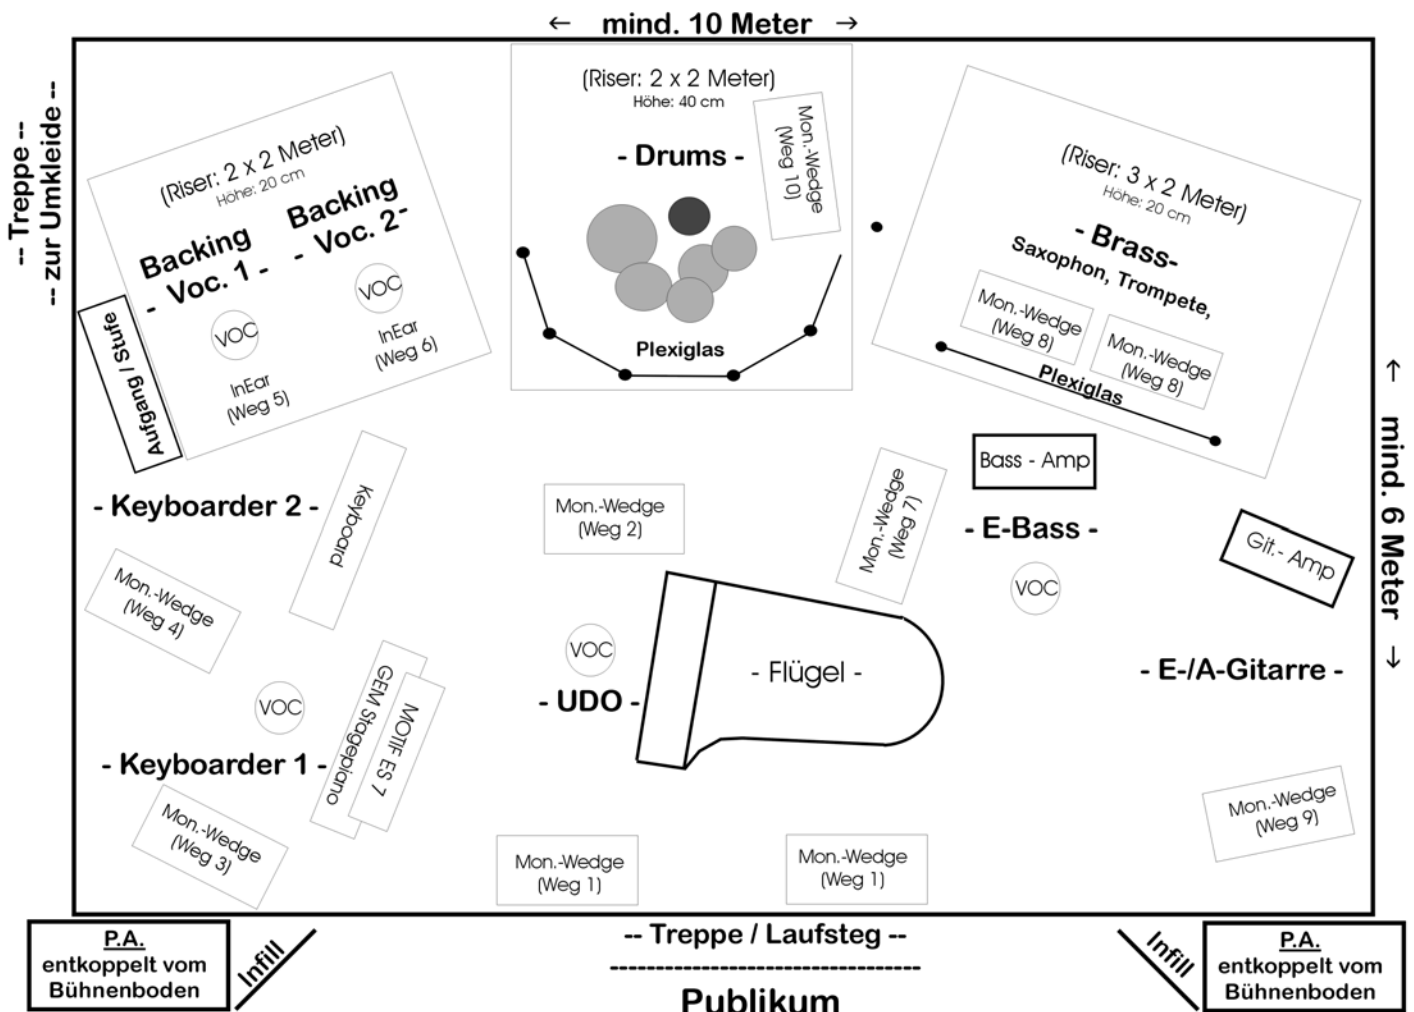 ← mind. 10 Meter →
-- Treppe --
-- zur Umkleide --
(Riser: 2 x 2 Meter)
Höhe: 20 cm
Backing
- Voc. 1 -
Backing
- Voc. 2 -
VOC
VOC
InEar
(Weg 5)
InEar
(Weg 6)
Aufgang / Stufe
(Riser: 2 x 2 Meter)
Höhe: 40 cm
- Drums -
Mon.-Wedge
(Weg 10)
Plexiglas
(Riser: 3 x 2 Meter)
Höhe: 20 cm
- Brass-
Saxophon, Trompete,
Mon.-Wedge
(Weg 8)
Mon.-Wedge
(Weg 8)
Plexiglas
← mind. 6 Meter →
- Keyboarder 2 -
Keyboard
Mon.-Wedge
(Weg 4)
Mon.-Wedge
(Weg 2)
Mon.-Wedge
(Weg 7)
Bass - Amp
- E-Bass -
VOC
Git.- Amp
- E-/A-Gitarre -
VOC
- UDO -
- Flügel -
VOC
- Keyboarder 1 -
GEM Stagepiano
MOTIF ES 7
Mon.-Wedge
(Weg 3)
Mon.-Wedge
(Weg 1)
Mon.-Wedge
(Weg 1)
Mon.-Wedge
(Weg 9)
P.A.
entkoppelt vom
Bühnenboden
Infill
-- Treppe / Laufsteg --
--------------------------------
Publikum
Infill
P.A.
entkoppelt vom
Bühnenboden